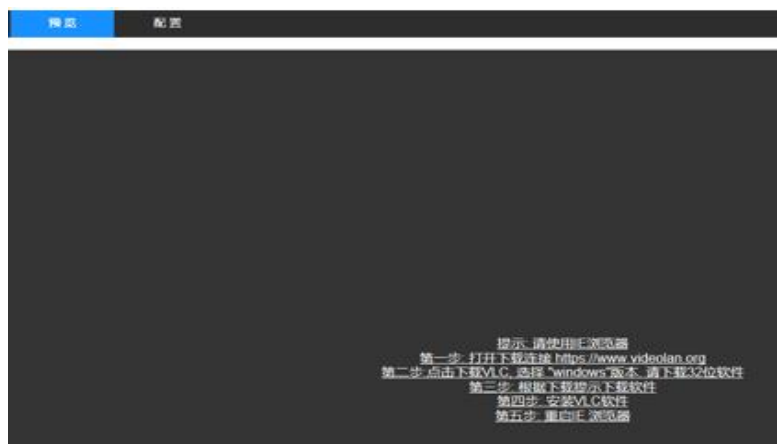 预览 配置
提示: 请使用IE浏览器
第一步: 打开下载连接 https://www.videolan.org
第二步:点击下载VLC, 选择 "windows"版本, 请下载32位软件
第三步: 根据下载提示下载软件
第四步: 安装VLC软件
第五步: 重启IE 浏览器